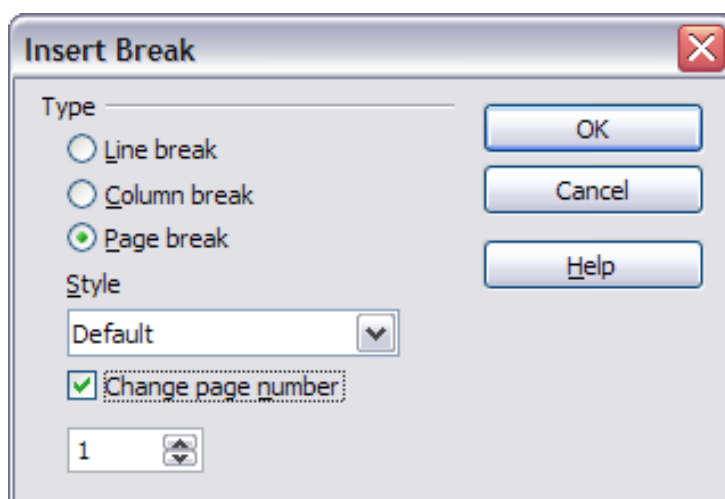 Insert Break
Type
Line break
Column break
Page break
Style
Default
Change page number
1
OK
Cancel
Help